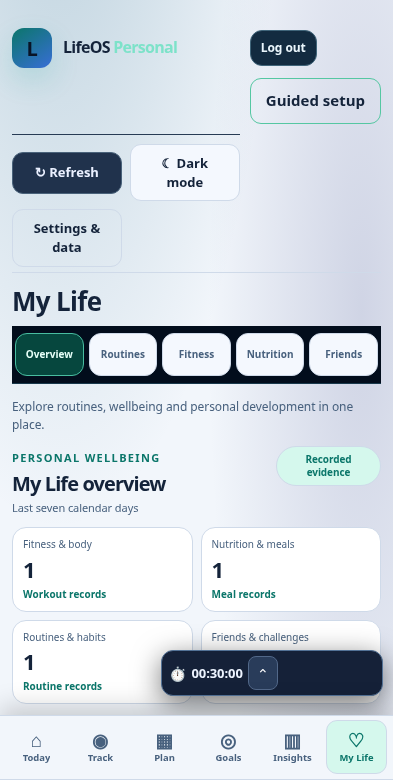 L LifeOS Personal
Log out
Guided setup
↻ Refresh
☾ Dark
mode
Settings &
data
My Life
Overview Routines Fitness Nutrition Friends
Explore routines, wellbeing and personal development in one
place.
PERSONAL WELLBEING
Recorded
evidence
My Life overview
Last seven calendar days
Fitness & body
1
Workout records
Nutrition & meals
1
Meal records
Routines & habits
1
Routine records
Friends & challenges
00:30:00
Today Track Plan Goals Insights My Life